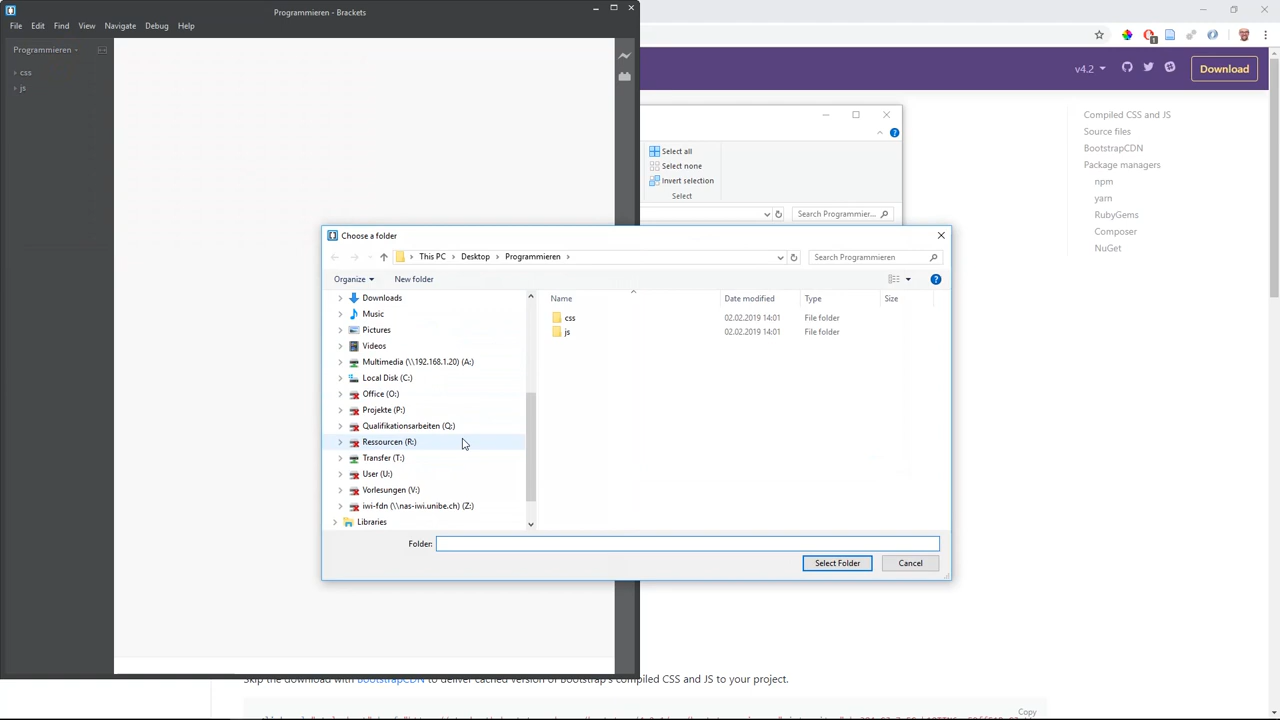 Programmieren - Brackets
File Edit Find View Navigate Debug Help
Programmieren
css
js
v4.2
Download
Compiled CSS and JS
Source files
BootstrapCDN
Package managers
npm
yarn
RubyGems
Composer
NuGet
Select all
Select none
Invert selection
Select
Search Programmier...
Choose a folder
This PC Desktop Programmieren
Search Programmieren
Organize New folder
Name Date modified Type Size
Downloads
Music
Pictures
Videos
Multimedia (\\192.168.1.20) (A:)
Local Disk (C:)
Office (O:)
Projekte (P:)
Qualifikationsarbeiten (Q:)
Ressourcen (R:)
Transfer (T:)
User (U:)
Vorlesungen (V:)
iwi-fdn (\\nas-iwi.unibe.ch) (Z:)
Libraries
css 02.02.2019 14:01 File folder
js 02.02.2019 14:01 File folder
Folder:
Select Folder Cancel
Skip the download with BootstrapCDN to deliver cached version of Bootstrap's compiled CSS and JS to your project.
Copy